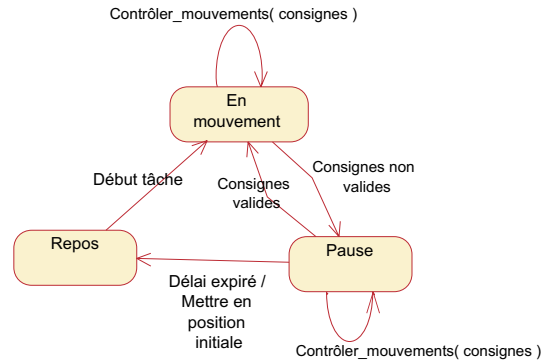 Contrôler_mouvements( consignes )
En
mouvement
Début tâche
Consignes
valides
Consignes non
valides
Repos
Pause
Délai expiré /
Mettre en
position
initiale
Contrôler_mouvements( consignes )